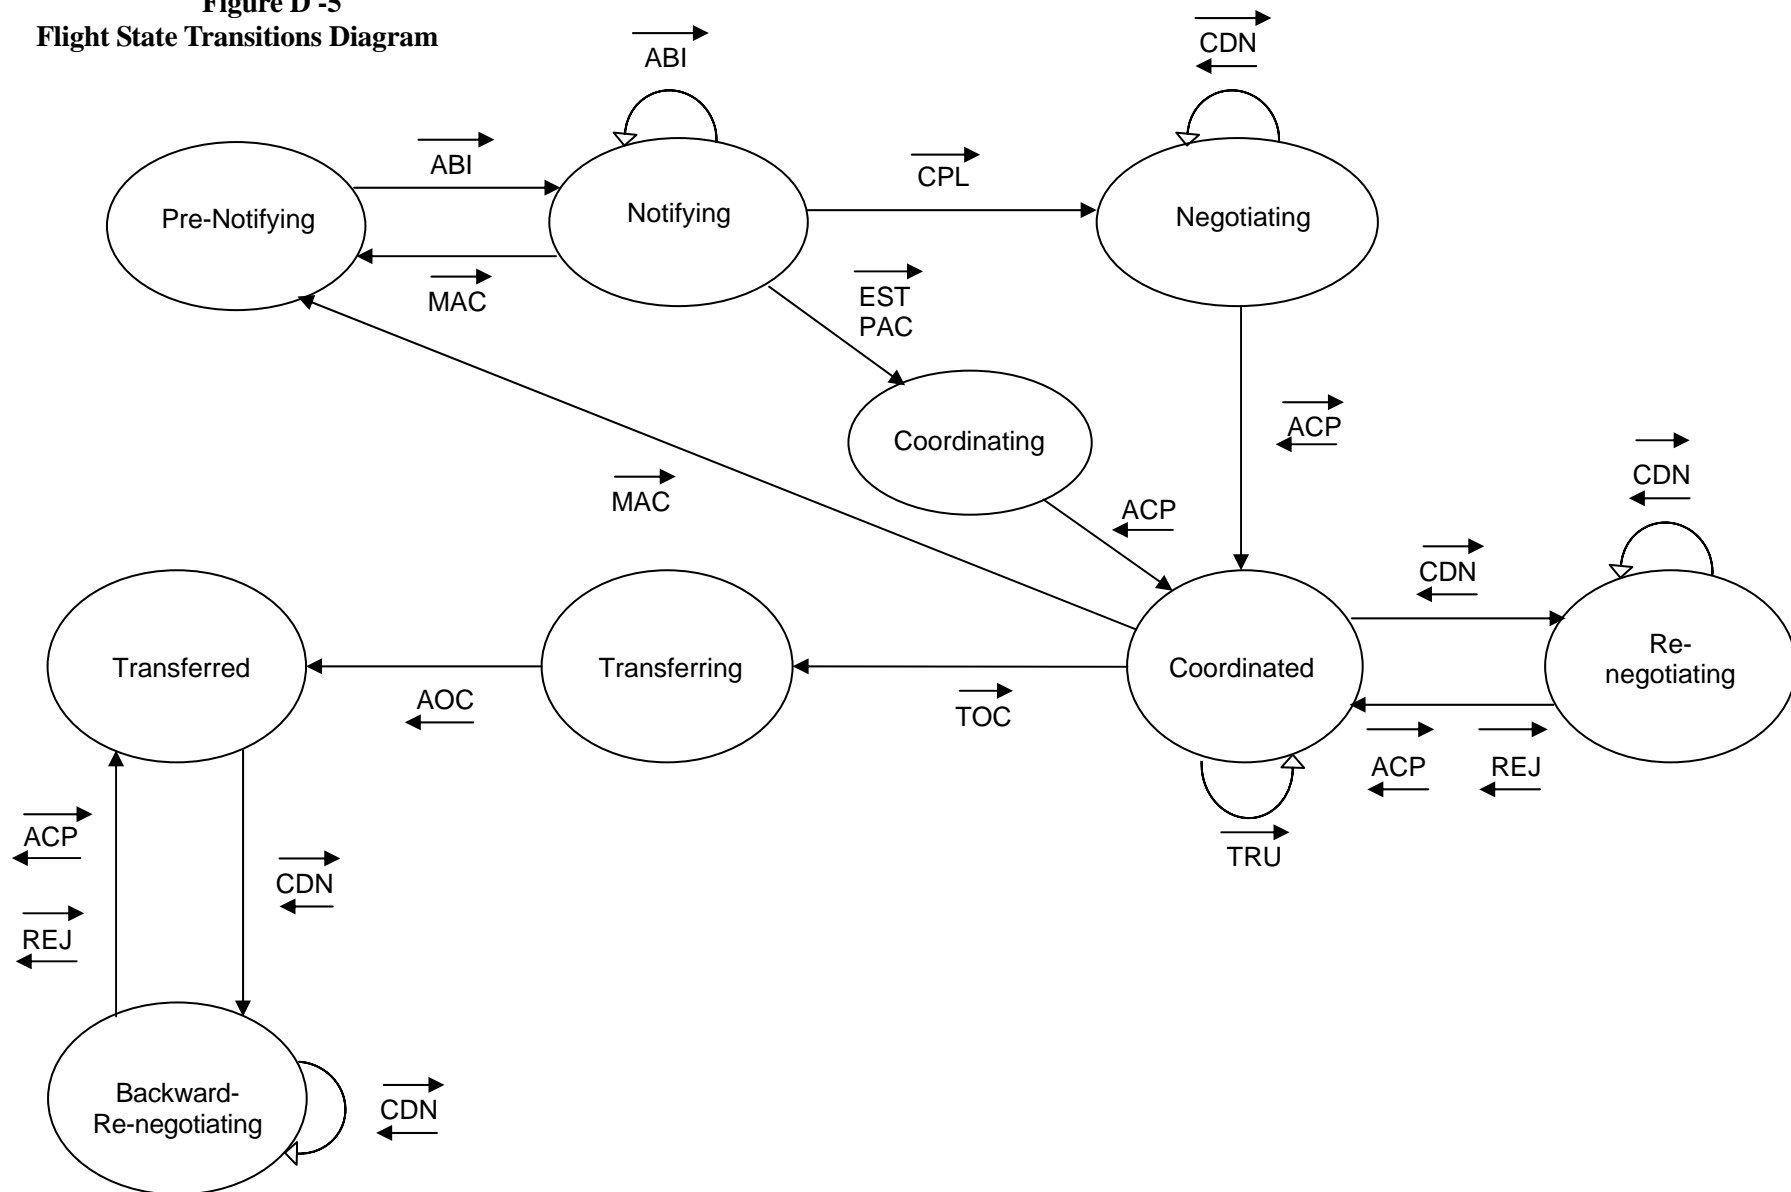 Figure D -5
Flight State Transitions Diagram
ABI
CDN
ABI
CPL
Pre-Notifying
Notifying
Negotiating
MAC
EST
PAC
ACP
Coordinating
CDN
MAC
ACP
CDN
Transferred
Transferring
Coordinated
Re-
negotiating
AOC
TOC
ACP
REJ
TRU
ACP
CDN
REJ
Backward-
Re-negotiating
CDN